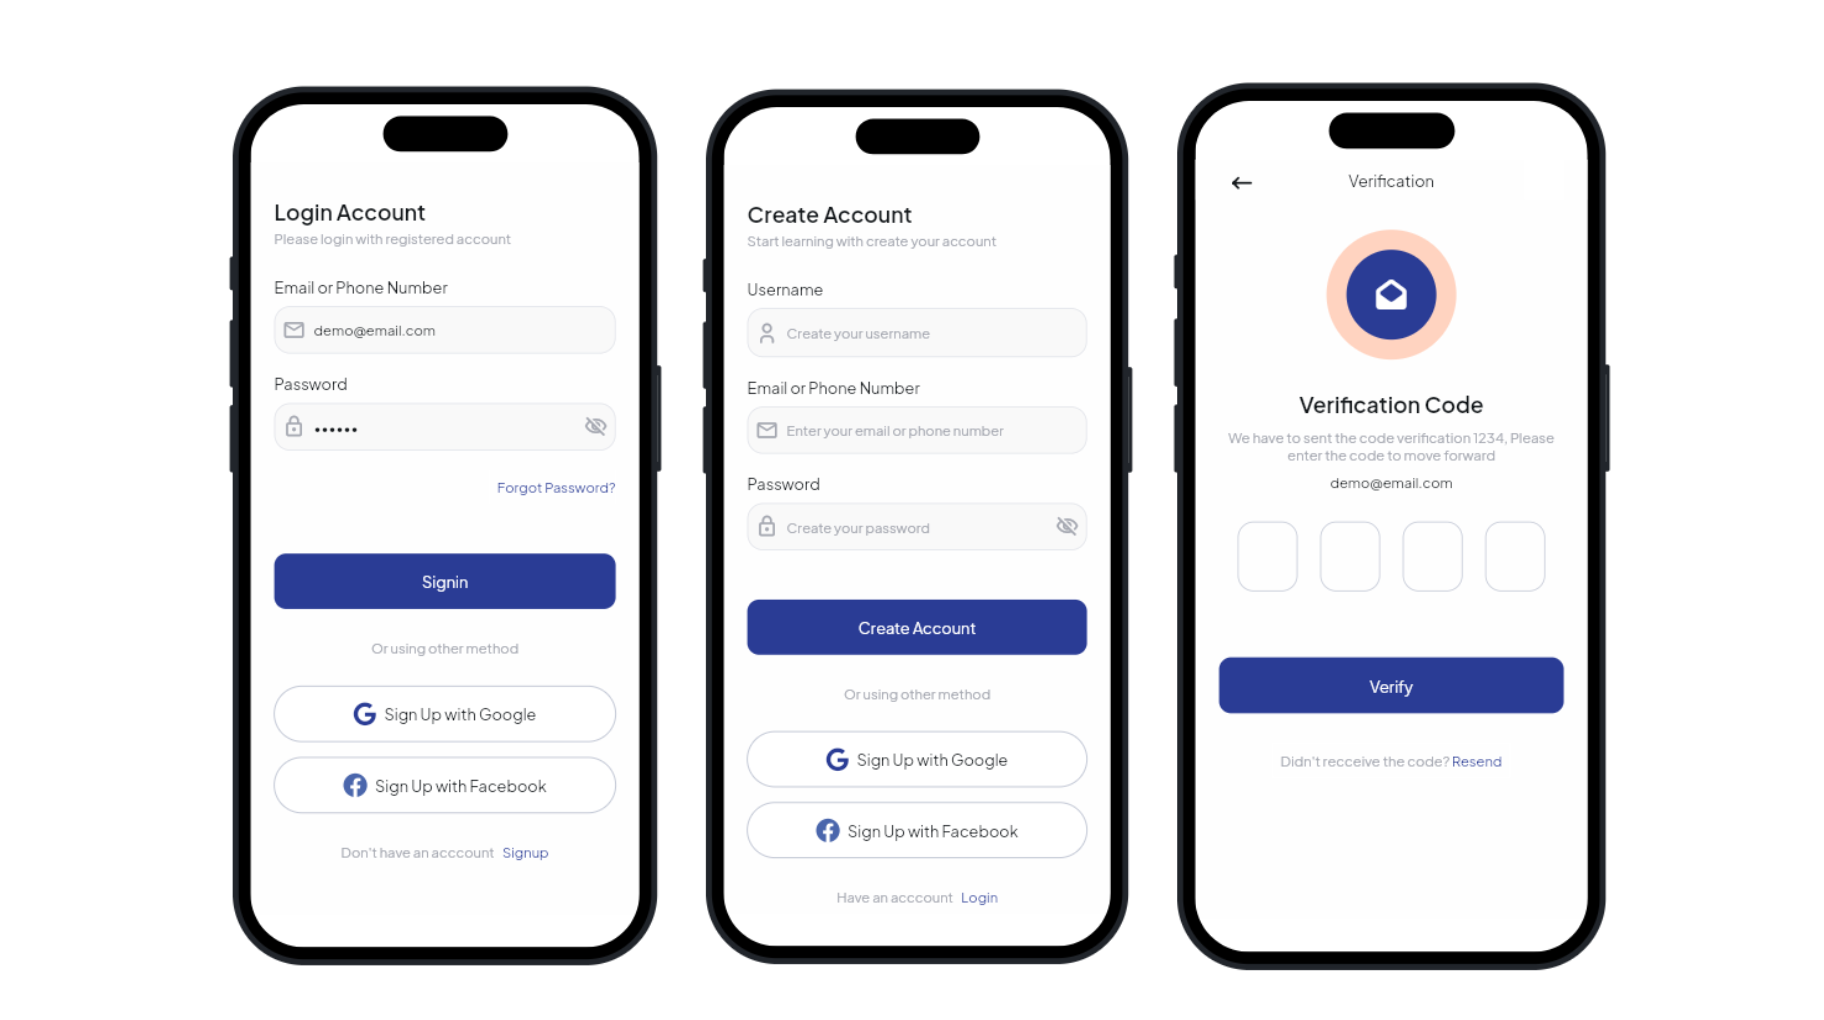 Login Account
Please login with registered account
Email or Phone Number
demo@email.com
Password
••••••
Forgot Password?
Signin
Or using other method
Sign Up with Google
Sign Up with Facebook
Don't have an acccount Signup
Create Account
Start learning with create your account
Username
Create your username
Email or Phone Number
Enter your email or phone number
Password
Create your password
Create Account
Or using other method
Sign Up with Google
Sign Up with Facebook
Have an acccount Login
Verification
Verification Code
We have to sent the code verification 1234, Please
enter the code to move forward
demo@email.com
Verify
Didn't recceive the code? Resend